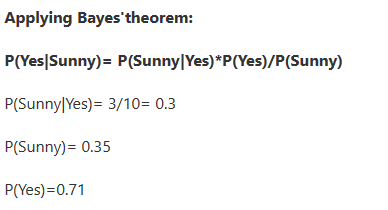 Applying Bayes'theorem:
P(Yes|Sunny)= P(Sunny|Yes)*P(Yes)/P(Sunny)
P(Sunny|Yes)= 3/10= 0.3
P(Sunny)= 0.35
P(Yes)=0.71